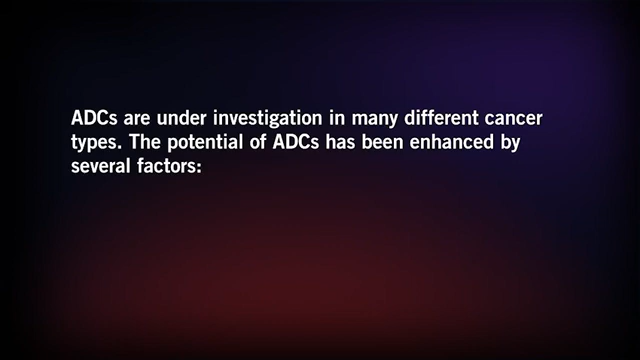 ADCs are under investigation in many different cancer
types. The potential of ADCs has been enhanced by
several factors: